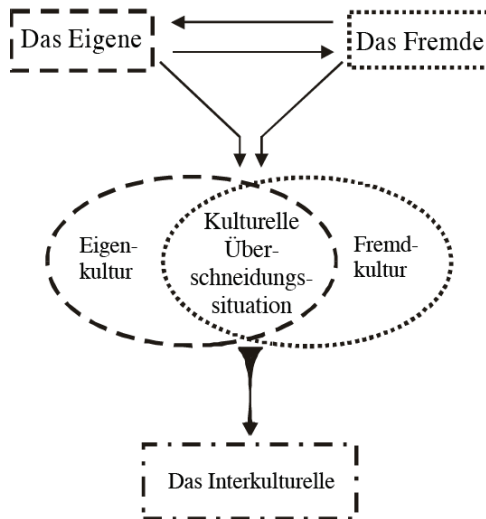 Das Eigene
Das Fremde
Eigen-
kultur
Kulturelle
Über-
schneidungs-
situation
Fremd-
kultur
Das Interkulturelle